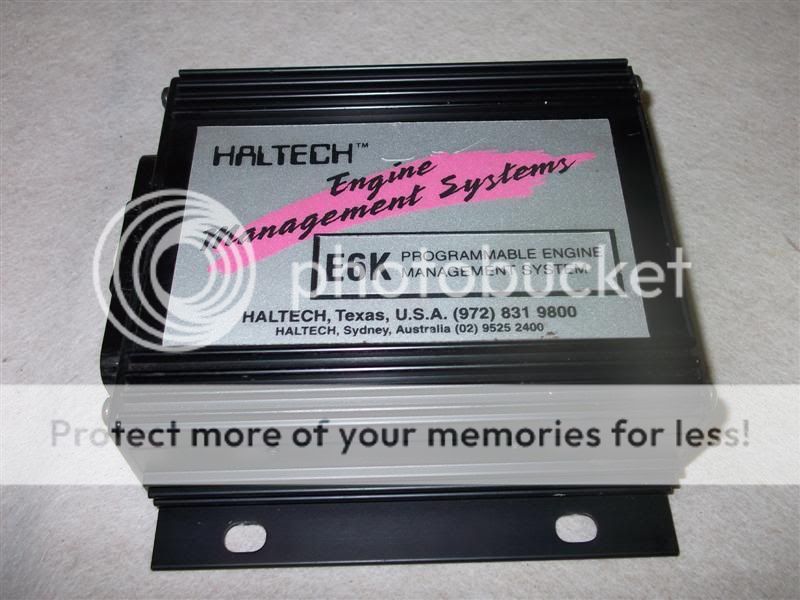 HALTECH™
Engine
Management Systems
E6K PROGRAMMABLE ENGINE
MANAGEMENT SYSTEM
photobucket
HALTECH, Texas, U.S.A. (972) 831 9800
HALTECH, Sydney, Australia (02) 9525 2400
Protect more of your memories for less!